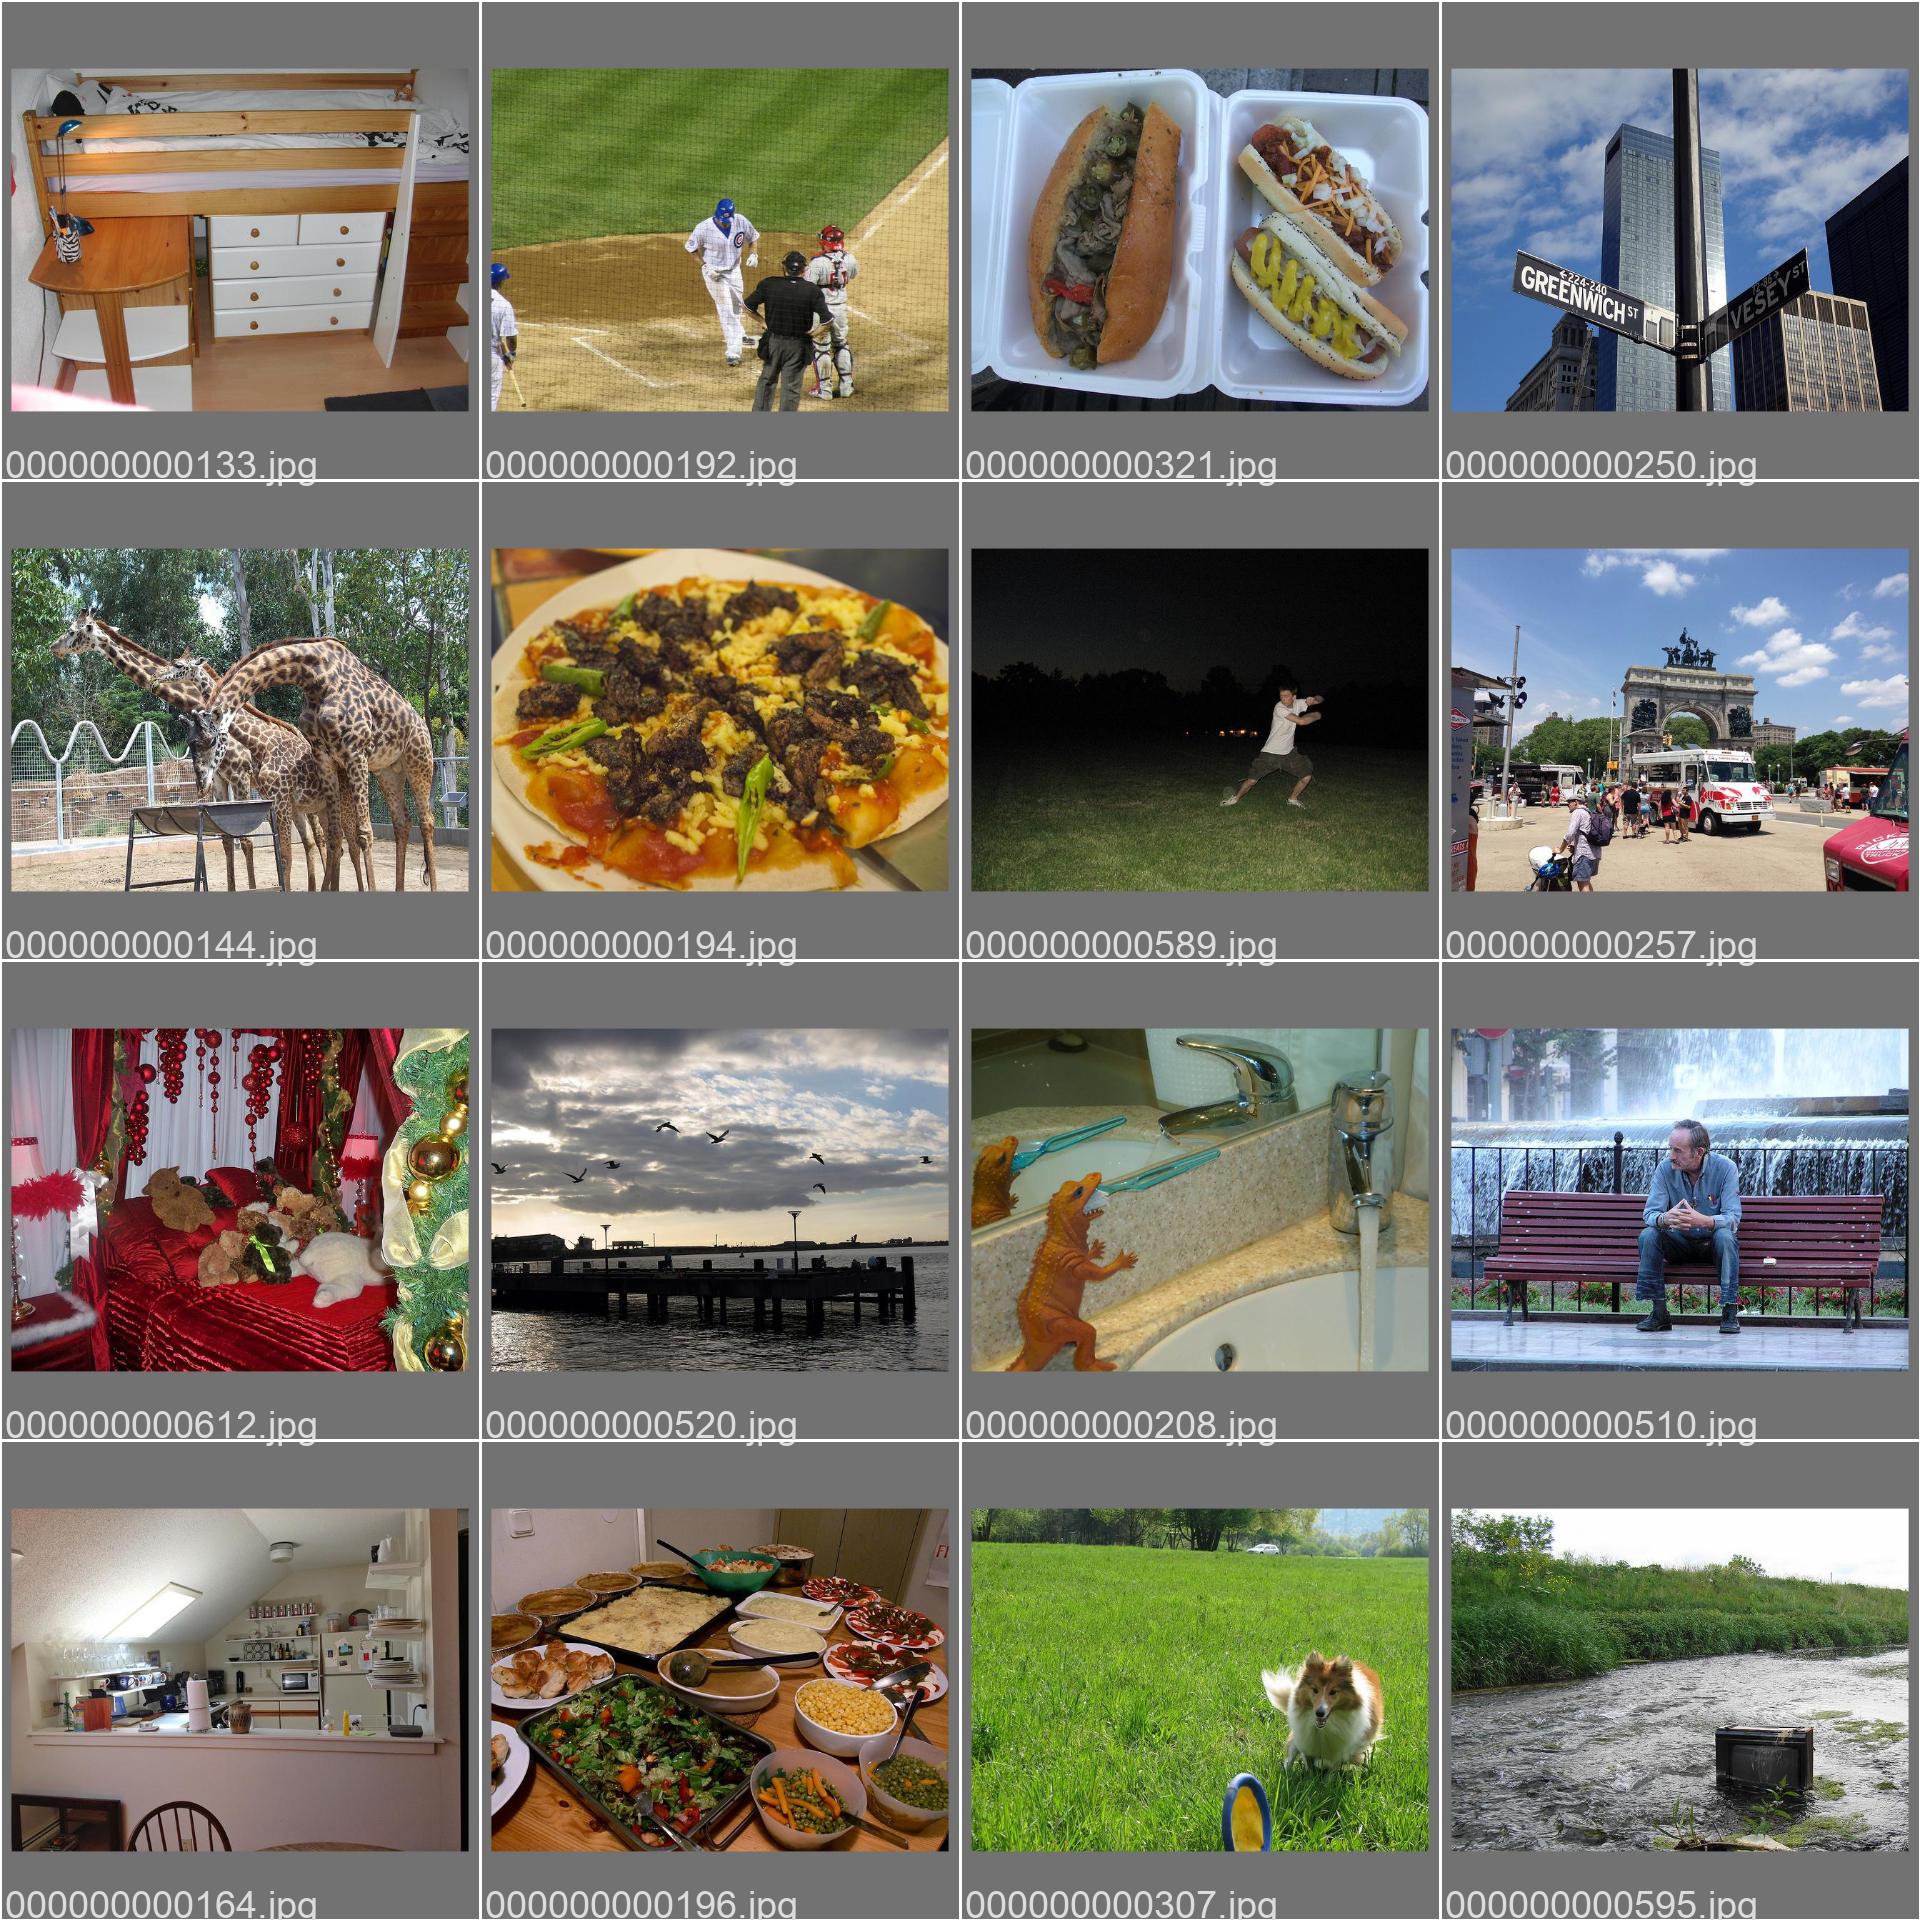 000000000133.jpg
000000000192.jpg
000000000321.jpg
←224-240
GREENWICH ST
VESEY ST
000000000250.jpg
000000000144.jpg
000000000194.jpg
000000000589.jpg
000000000257.jpg
000000000612.jpg
000000000520.jpg
000000000208.jpg
000000000510.jpg
000000000164.jpg
000000000196.jpg
000000000307.jpg
000000000595.jpg